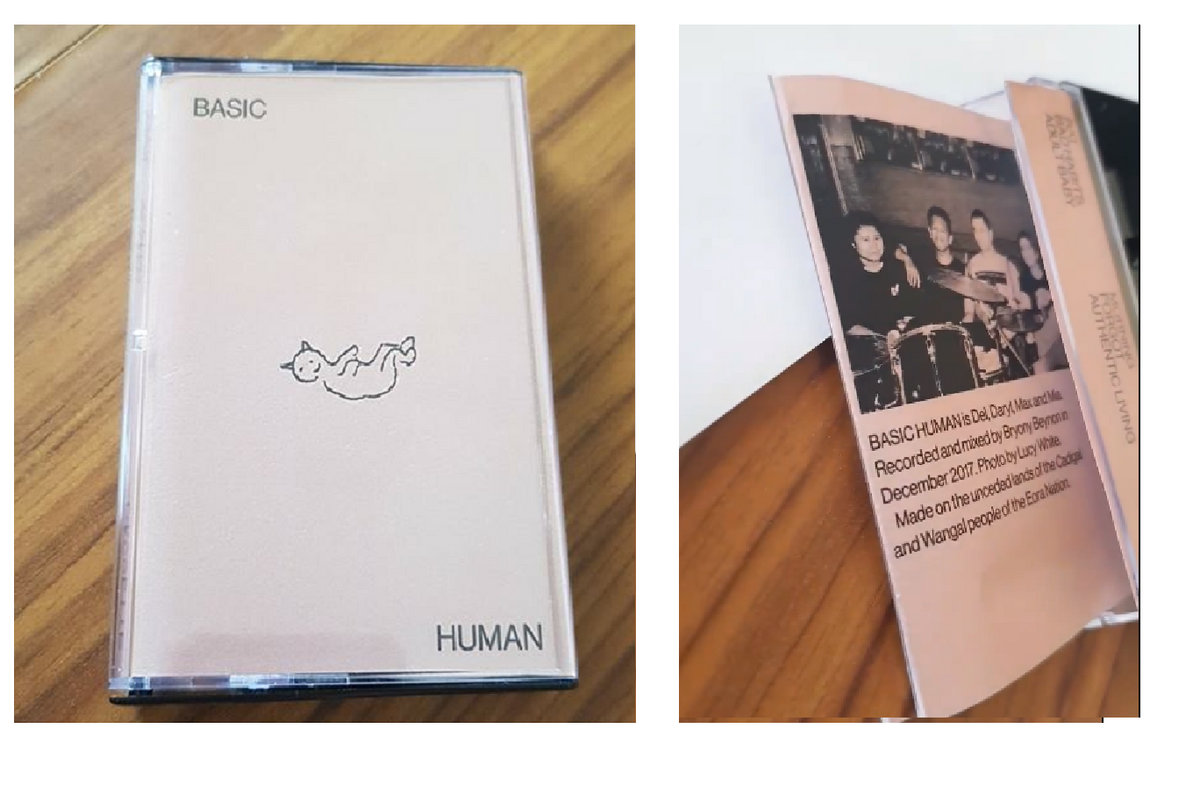 BASIC
HUMAN
BASIC HUMAN is Del, Daryl, Max and Mia.
Recorded and mixed by Bryony Beynon in
December 2017. Photo by Lucy White.
Made on the unceded lands of the Cadigal
and Wangal people of the Eora Nation.
ADULT BABY
AUTHENTIC LIVING